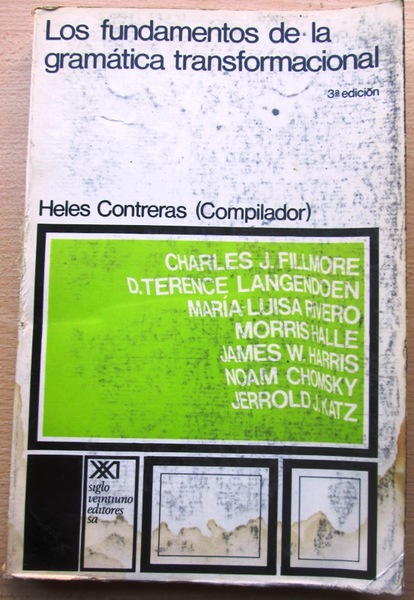 Los fundamentos de la
gramática transformacional
3ª edición
Heles Contreras (Compilador)
CHARLES J. FILLMORE
D. TERENCE LANGENDOEN
MARÍA LUISA RIVERO
MORRIS HALLE
JAMES W. HARRIS
NOAM CHOMSKY
JERROLD J. KATZ
XXI
siglo
veintiuno
editores
sa